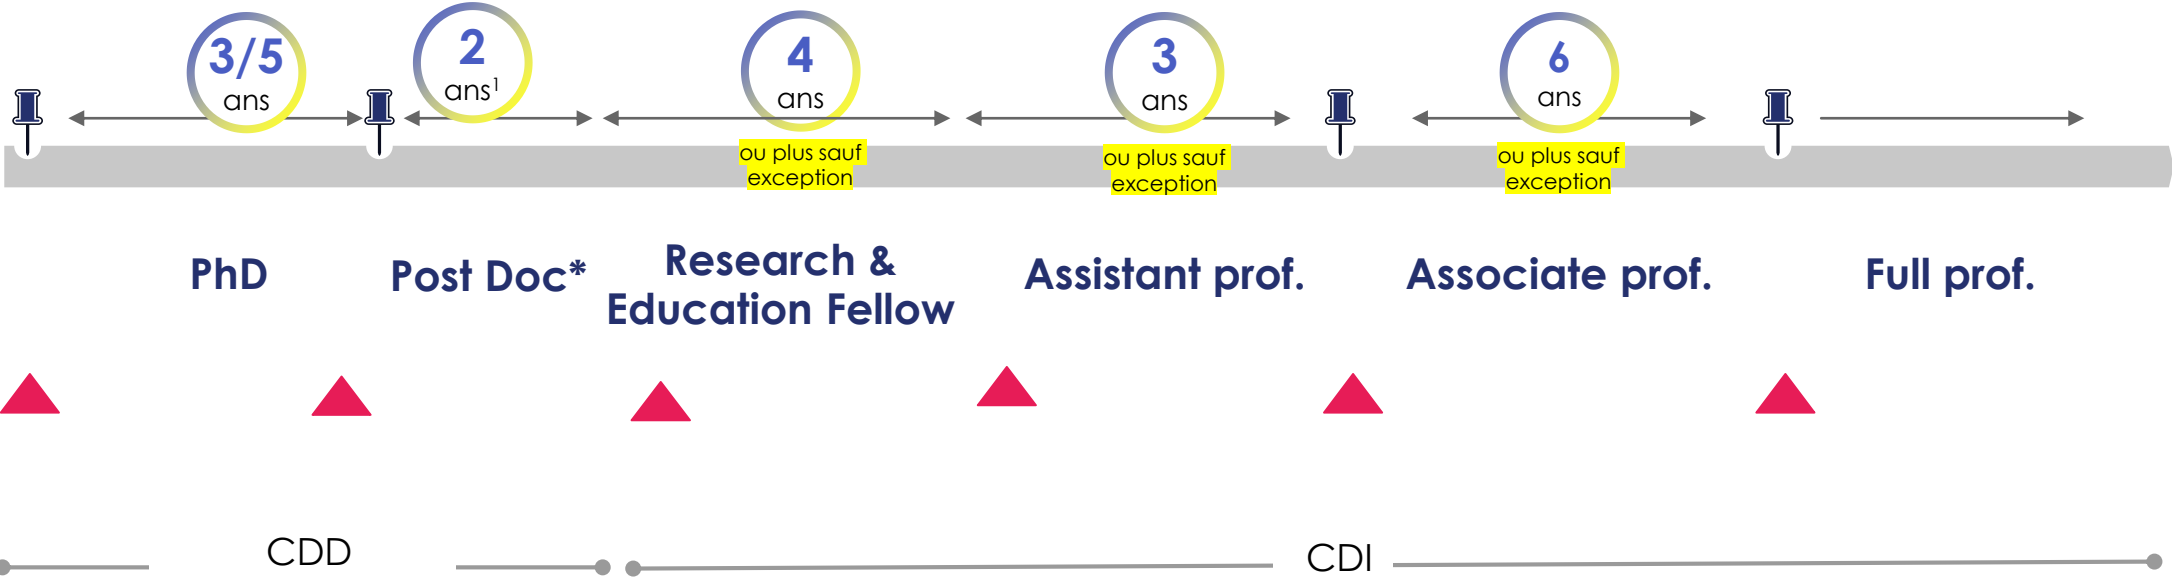 3/5
ans
2
ans¹
4
ans
3
ans
6
ans
ou plus sauf
exception
ou plus sauf
exception
ou plus sauf
exception
PhD
Post Doc*
Research &
Education Fellow
Assistant prof.
Associate prof.
Full prof.
CDD
CDI